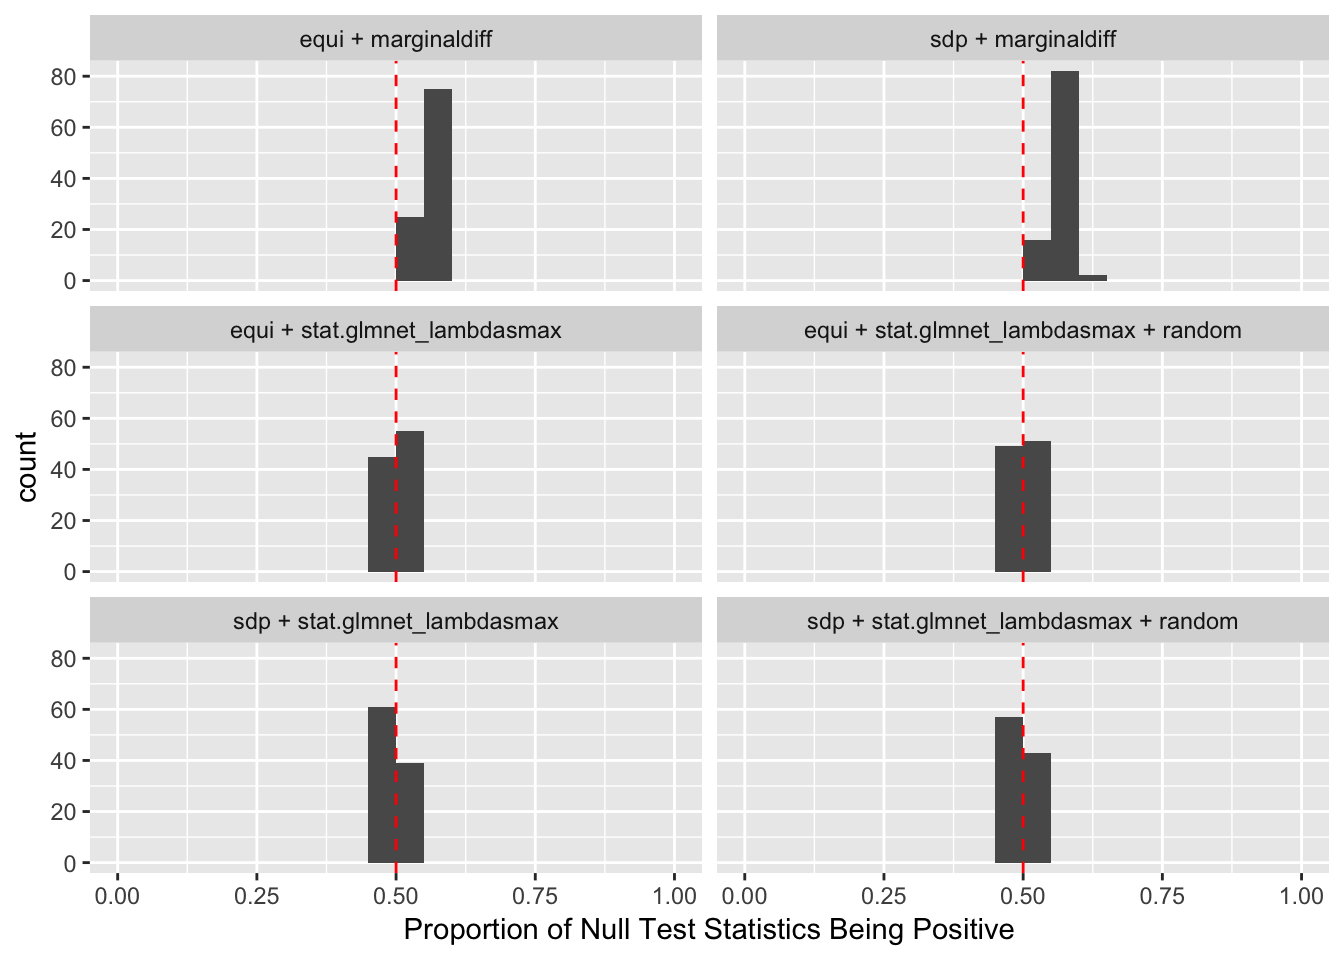 equi + marginaldiff
sdp + marginaldiff
80
60
40
20
0
equi + stat.glmnet_lambdasmax
equi + stat.glmnet_lambdasmax + random
80
60
40
20
0
count
sdp + stat.glmnet_lambdasmax
sdp + stat.glmnet_lambdasmax + random
80
60
40
20
0
0.00 0.25 0.50 0.75 1.00
0.00 0.25 0.50 0.75 1.00
Proportion of Null Test Statistics Being Positive